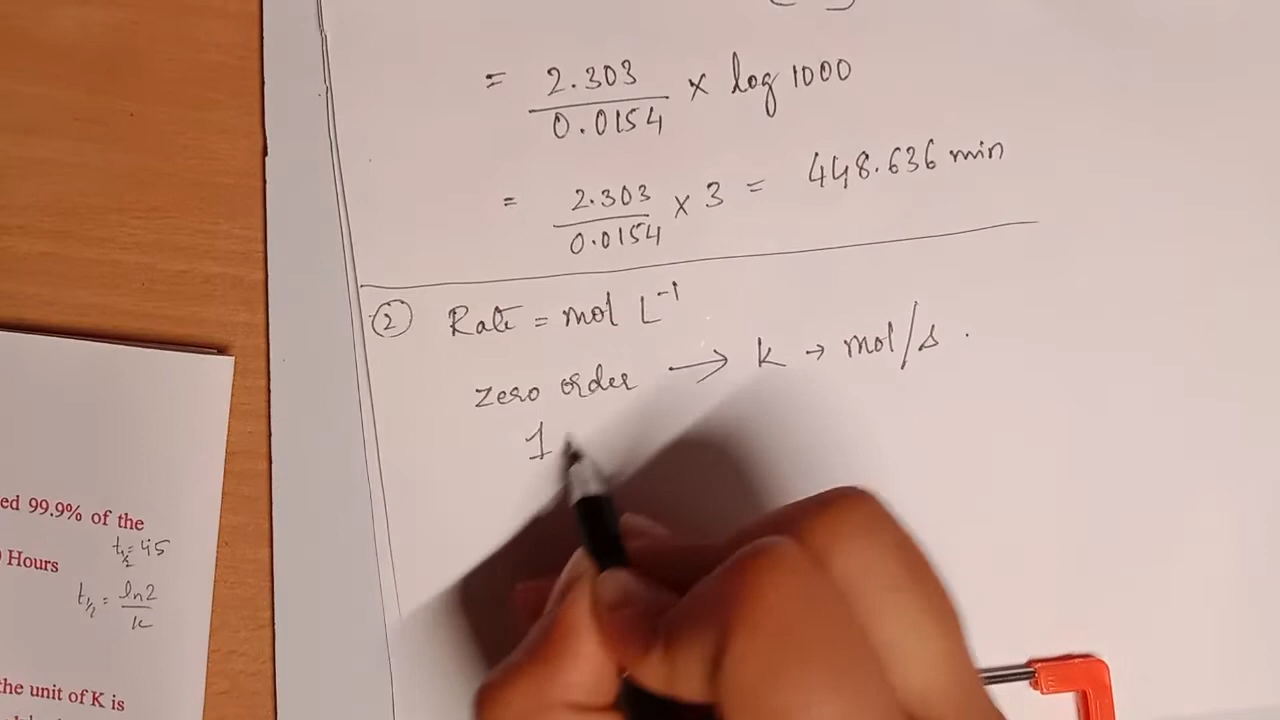 = 2.303 / 0.0154 × log 1000
= 2.303 / 0.0154 × 3 = 448.636 min
② Rate = mol L⁻¹
zero order → k → mol/s.
1
ed 99.9% of the
Hours
t½ = 45
t½ = ln2 / k
the unit of K is